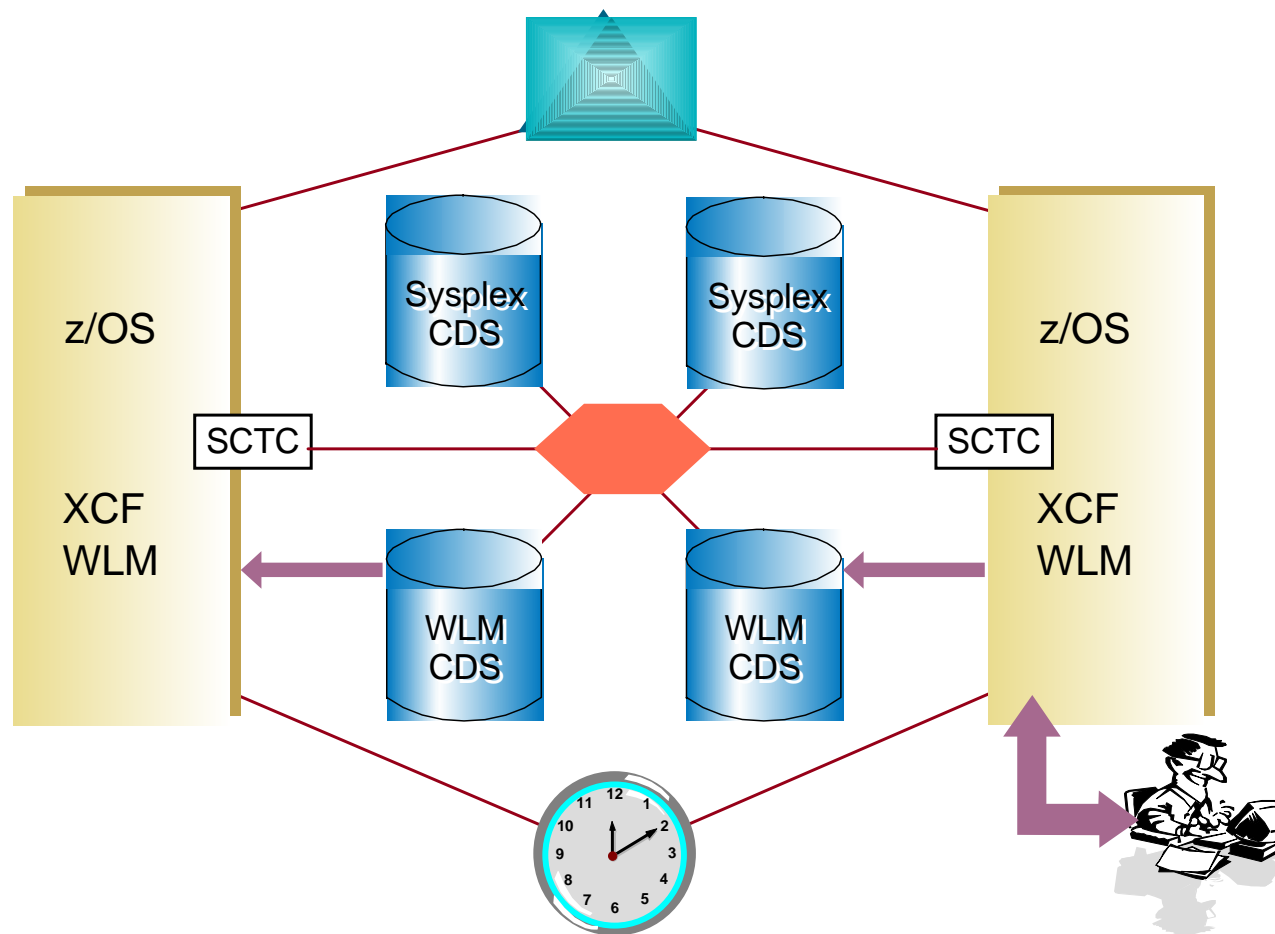 Sysplex
CDS
Sysplex
CDS
z/OS
z/OS
SCTC
SCTC
XCF
WLM
XCF
WLM
WLM
CDS
WLM
CDS
12
11
1
10
2
9
3
8
4
7
5
6